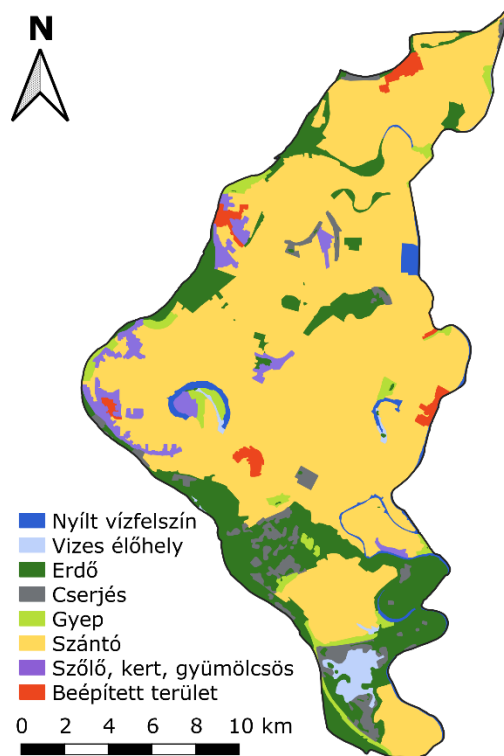 N
Nyílt vízfelszín
Vizes élőhely
Erdő
Cserjés
Gyep
Szántó
Szőlő, kert, gyümölcsös
Beépített terület
0 2 4 6 8 10 km